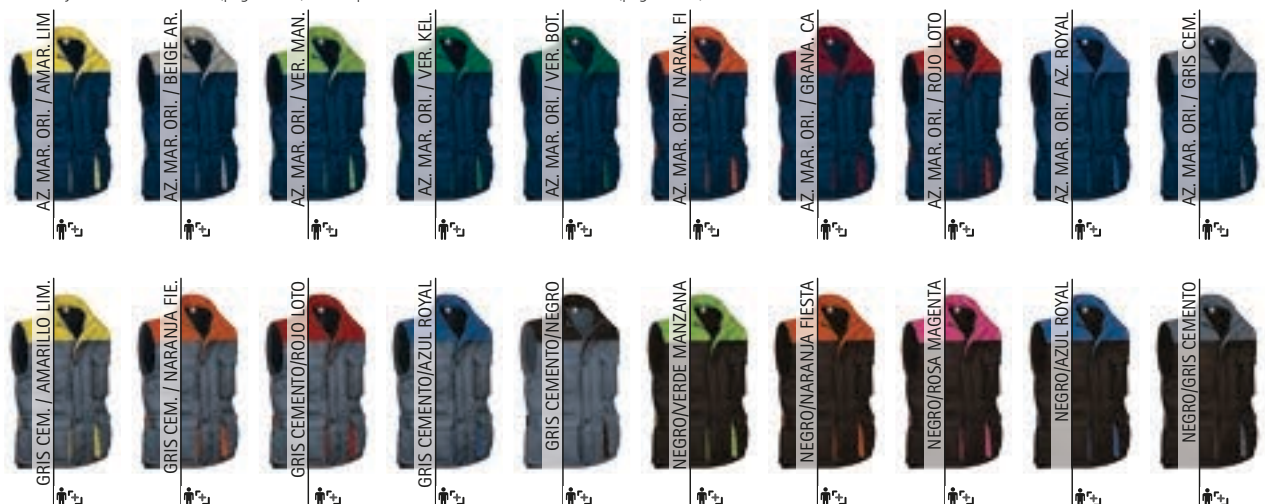 AZ. MAR. ORI. / AMAR. LIM
AZ. MAR. ORI. / BEIGE AR.
AZ. MAR. ORI. / VER. MAN.
AZ. MAR. ORI. / VER. KEL.
AZ. MAR. ORI. / VER. BOT.
AZ. MAR. ORI. / NARAN. FI
AZ. MAR. ORI. / GRANA. CA
AZ. MAR. ORI. / ROJO LOTO
AZ. MAR. ORI. / AZ. ROYAL
AZ. MAR. ORI. / GRIS CEM.
GRIS CEM. / AMARILLO LIM.
GRIS CEM. / NARANJA FIE.
GRIS CEMENTO/ROJO LOTO
GRIS CEMENTO/AZUL ROYAL
GRIS CEMENTO/NEGRO
NEGRO/VERDE MANZANA
NEGRO/NARANJA FIESTA
NEGRO/ROSA MAGENTA
NEGRO/AZUL ROYAL
NEGRO/GRIS CEMENTO